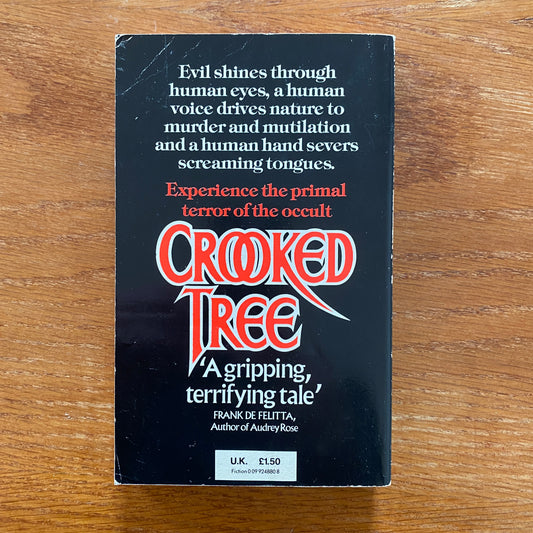 Evil shines through
human eyes, a human
voice drives nature to
murder and mutilation
and a human hand severs
screaming tongues.
Experience the primal
terror of the occult
CROOKED
TREE
'A gripping,
terrifying tale'
FRANK DE FELITTA,
Author of Audrey Rose
U.K. £1.50
Fiction 0 09 924880 8